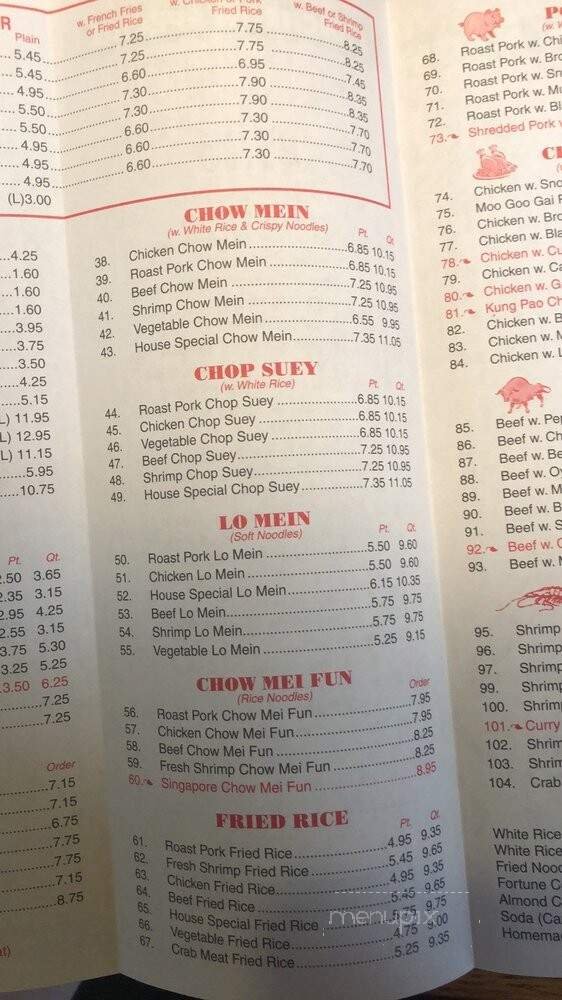 R
w. French Fries or Fried Rice
Fried Rice
w. Beef or Shrimp Fried Rice
Plain
5.45 7.25 7.75 8.25
5.45 7.25 7.75 8.25
4.95 6.60 6.95 7.45
5.50 7.30 7.90 8.35
5.50 7.30 7.90 8.35
4.95 6.60 7.30 7.70
4.95 6.60 7.30 7.70
4.95 6.60 7.30 7.70
(L)3.00
4.25
1.60
1.60
1.60
3.95
3.75
3.50
4.25
5.15
L) 11.95
L) 12.95
L) 11.15
5.95
10.75
Pt. Qt.
2.50 3.65
2.35 3.15
2.95 4.25
2.55 3.15
3.75 5.30
3.25 5.25
3.50 6.25
7.25
7.25
Order
7.15
7.15
6.75
7.75
7.75
7.15
8.75
CHOW MEIN
(w. White Rice & Crispy Noodles)
Pt. Qt.
38. Chicken Chow Mein 6.85 10.15
39. Roast Pork Chow Mein 6.85 10.15
40. Beef Chow Mein 7.25 10.95
41. Shrimp Chow Mein 7.25 10.95
42. Vegetable Chow Mein 6.55 9.95
43. House Special Chow Mein 7.35 11.05
CHOP SUEY
(w. White Rice)
Pt. Qt.
44. Roast Pork Chop Suey 6.85 10.15
45. Chicken Chop Suey 6.85 10.15
46. Vegetable Chop Suey 6.85 10.15
47. Beef Chop Suey 7.25 10.95
48. Shrimp Chop Suey 7.25 10.95
49. House Special Chop Suey 7.35 11.05
LO MEIN
(Soft Noodles)
Pt. Qt.
50. Roast Pork Lo Mein 5.50 9.60
51. Chicken Lo Mein 5.50 9.60
52. House Special Lo Mein 6.15 10.35
53. Beef Lo Mein 5.75 9.75
54. Shrimp Lo Mein 5.75 9.75
55. Vegetable Lo Mein 5.25 9.15
CHOW MEI FUN
(Rice Noodles)
Order
56. Roast Pork Chow Mei Fun 7.95
57. Chicken Chow Mei Fun 7.95
58. Beef Chow Mei Fun 8.25
59. Fresh Shrimp Chow Mei Fun 8.25
60. Singapore Chow Mei Fun 8.95
FRIED RICE
Pt. Qt.
61. Roast Pork Fried Rice 4.95 9.35
62. Fresh Shrimp Fried Rice 5.45 9.65
63. Chicken Fried Rice 4.95 9.35
64. Beef Fried Rice 5.45 9.65
65. House Special Fried Rice 5.75 9.75
66. Vegetable Fried Rice 4.75 9.00
67. Crab Meat Fried Rice 5.25 9.35
menupix
68. Roast Pork w. Chi
69. Roast Pork w. Bro
70. Roast Pork w. Sn
71. Roast Pork w. Mu
72. Roast Pork w. Bl
73. Shredded Pork
74. Chicken w. Sno
75. Moo Goo Gai P
76. Chicken w. Bro
77. Chicken w. Bla
78. Chicken w. Cu
79. Chicken w. Ca
80. Chicken w. Ga
81. Kung Pao Ch
82. Chicken w. B
83. Chicken w. M
84. Chicken w. L
85. Beef w. Pep
86. Beef w. Ch
87. Beef w. Be
88. Beef w. Oy
89. Beef w. M
90. Beef w. B
91. Beef w. S
92. Beef w. C
93. Beef w. M
95. Shrimp
96. Shrimp
97. Shrimp
99. Shrimp
100. Shrim
101. Curry
102. Shrim
103. Shrim
104. Crab
White Rice
White Rice
Fried Nood
Fortune C
Almond C
Soda (Ca
Homemad